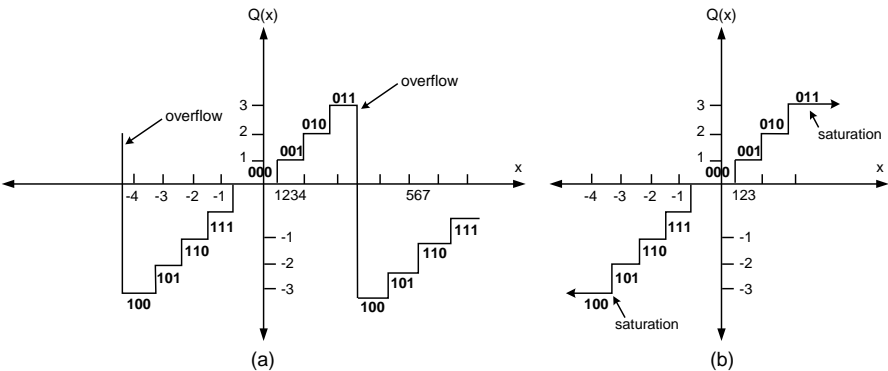 Q(x)
overflow
overflow
3
2
1
011
010
001
000
x
-4 -3 -2 -1
1234
567
-1
-2
-3
111
110
101
100
111
110
101
100
(a)
Q(x)
3
2
1
011
010
001
000
saturation
x
-4 -3 -2 -1
123
-1
-2
-3
111
110
101
100
saturation
(b)